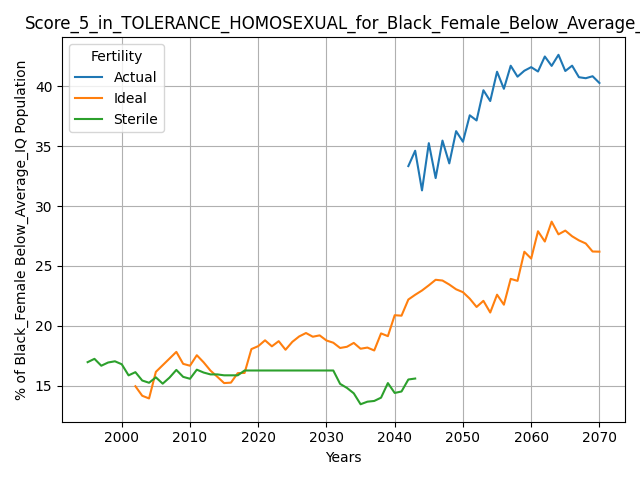 Score_5_in_TOLERANCE_HOMOSEXUAL_for_Black_Female_Below_Average_
Fertility
Actual
Ideal
Sterile
% of Black_Female Below_Average_IQ Population
40
35
30
25
20
15
2000
2010
2020
2030
2040
2050
2060
2070
Years